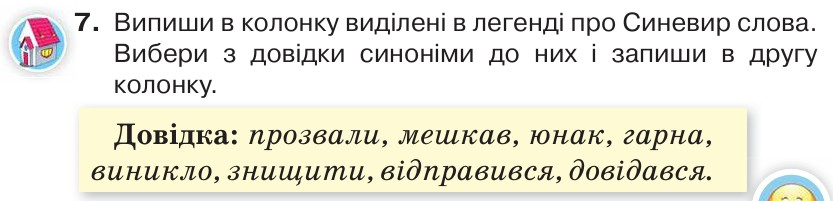 7. Випиши в колонку виділені в легенді про Синевир слова.
Вибери з довідки синоніми до них і запиши в другу
колонку.
Довідка: прозвали, мешкав, юнак, гарна,
виникло, знищити, відправився, довідався.